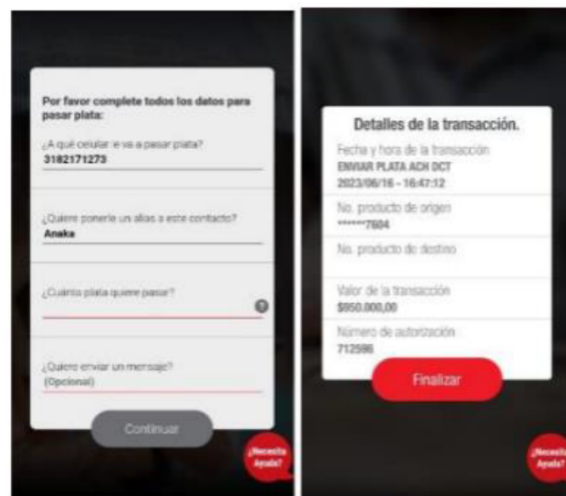 Por favor complete todos los datos para
pasar plata:
¿A qué celular le va a pasar plata?
3182171273
¿Quiere ponerle un alias a este contacto?
Anaka
¿Cuánta plata quiere pasar?
?
¿Quiere enviar un mensaje?
(Opcional)
Continuar
¿Necesita
Ayuda?
Detalles de la transacción.
Fecha y hora de la transacción
ENVIAR PLATA ACH DCT
2023/06/16 - 16:47:12
No. producto de origen
******7604
No. producto de destino
Valor de la transacción
$950.000,00
Número de autorización
712596
Finalizar
¿Necesita
Ayuda?